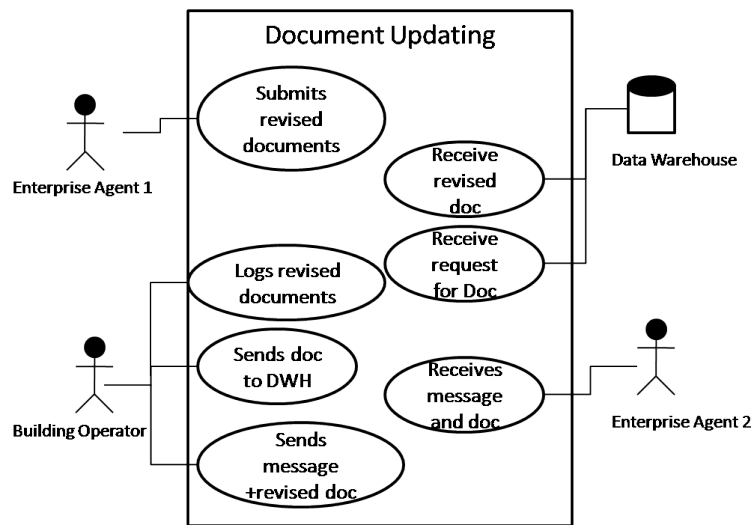 Document Updating
Submits
revised
documents
Enterprise Agent 1
Data Warehouse
Receive
revised
doc
Receive
request
for Doc
Logs revised
documents
Sends doc
to DWH
Building Operator
Receives
message
and doc
Enterprise Agent 2
Sends
message
+revised doc